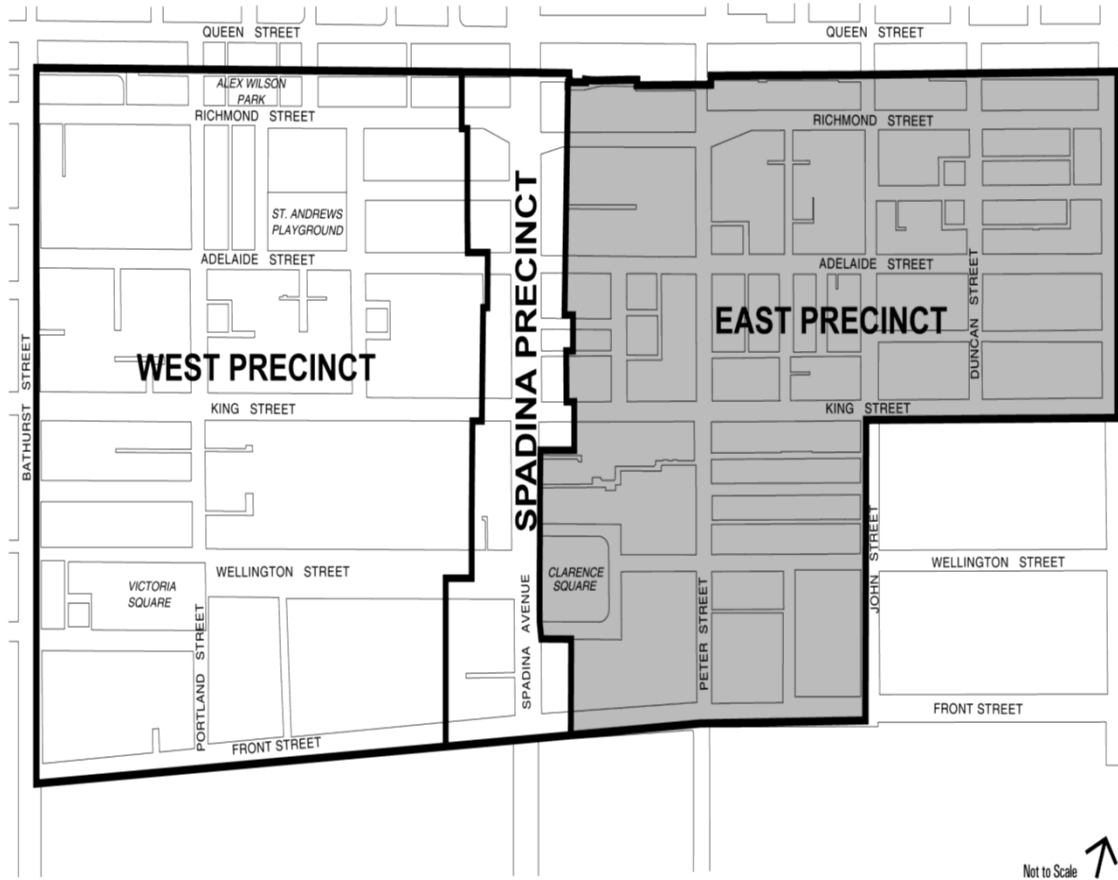 QUEEN STREET
QUEEN STREET
ALEX WILSON
PARK
RICHMOND STREET
RICHMOND STREET
ST. ANDREWS
PLAYGROUND
ADELAIDE STREET
ADELAIDE STREET
SPADINA PRECINCT
DUNCAN STREET
EAST PRECINCT
WEST PRECINCT
BATHURST STREET
KING STREET
KING STREET
JOHN STREET
WELLINGTON STREET
WELLINGTON STREET
VICTORIA
SQUARE
CLARENCE
SQUARE
SPADINA AVENUE
PETER STREET
PORTLAND STREET
FRONT STREET
FRONT STREET
Not to Scale